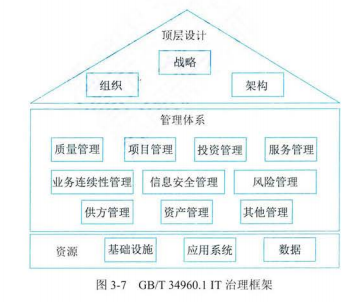 顶层设计
战略
组织 架构
管理体系
质量管理 项目管理 投资管理 服务管理
业务连续性管理 信息安全管理 风险管理
供方管理 资产管理 其他管理
资源 基础设施 应用系统 数据
图 3-7 GB/T 34960.1 IT 治理框架